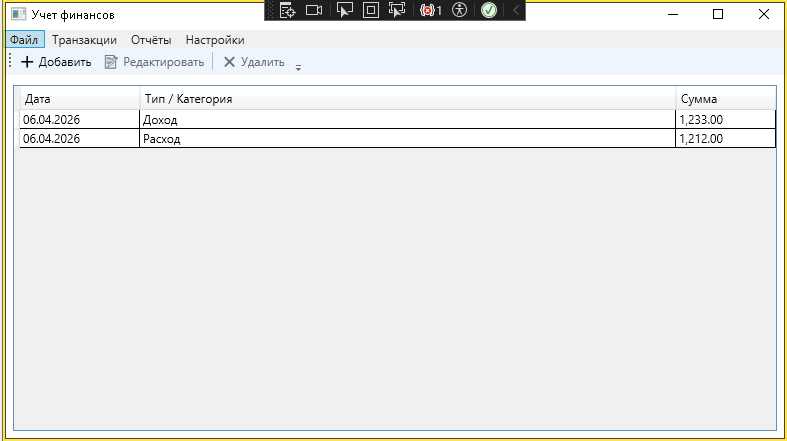 Учет финансов
1
Файл Транзакции Отчёты Настройки
Добавить Редактировать Удалить
Дата Тип / Категория Сумма
06.04.2026 Доход 1,233.00
06.04.2026 Расход 1,212.00